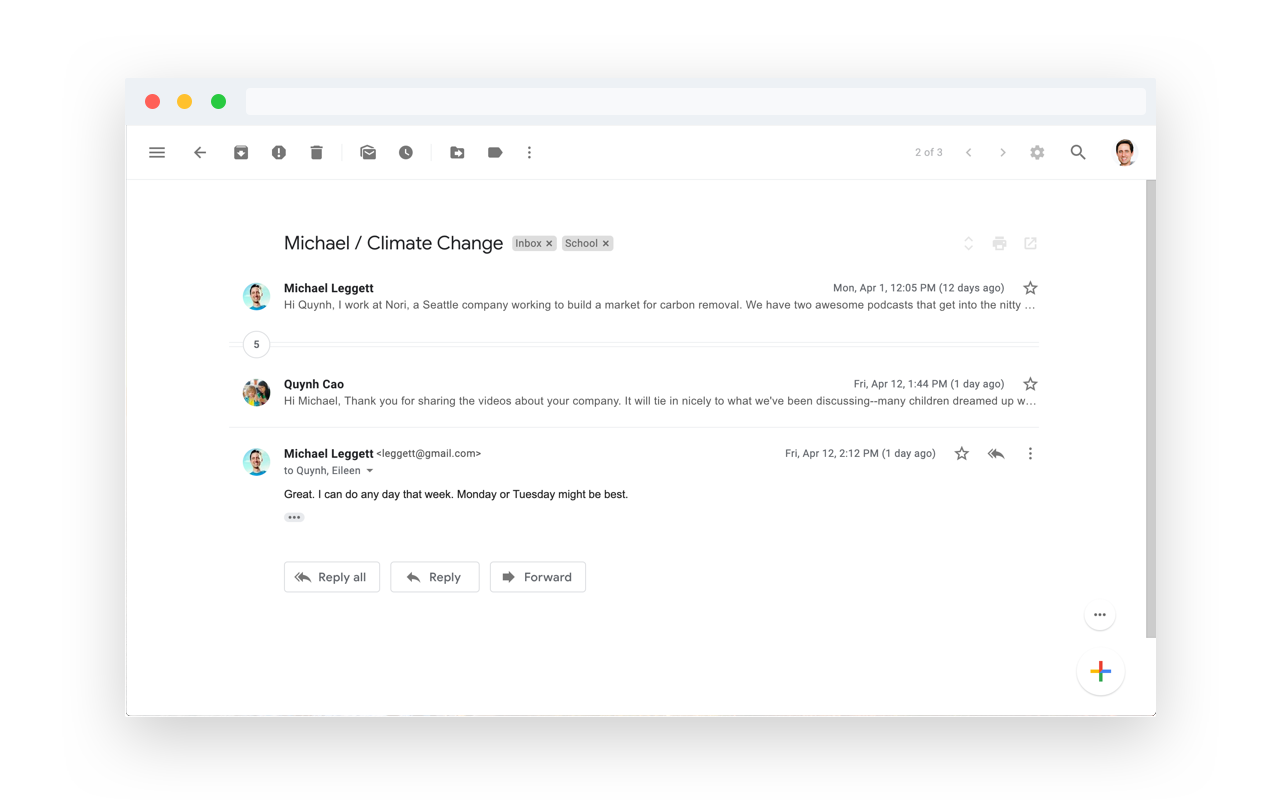 2 of 3
Michael / Climate Change Inbox × School ×
Michael Leggett Mon, Apr 1, 12:05 PM (12 days ago)
Hi Quynh, I work at Nori, a Seattle company working to build a market for carbon removal. We have two awesome podcasts that get into the nitty ...
5
Quynh Cao Fri, Apr 12, 1:44 PM (1 day ago)
Hi Michael, Thank you for sharing the videos about your company. It will tie in nicely to what we've been discussing--many children dreamed up w...
Michael Leggett <leggett@gmail.com> Fri, Apr 12, 2:12 PM (1 day ago)
to Quynh, Eileen
Great. I can do any day that week. Monday or Tuesday might be best.
Reply all Reply Forward